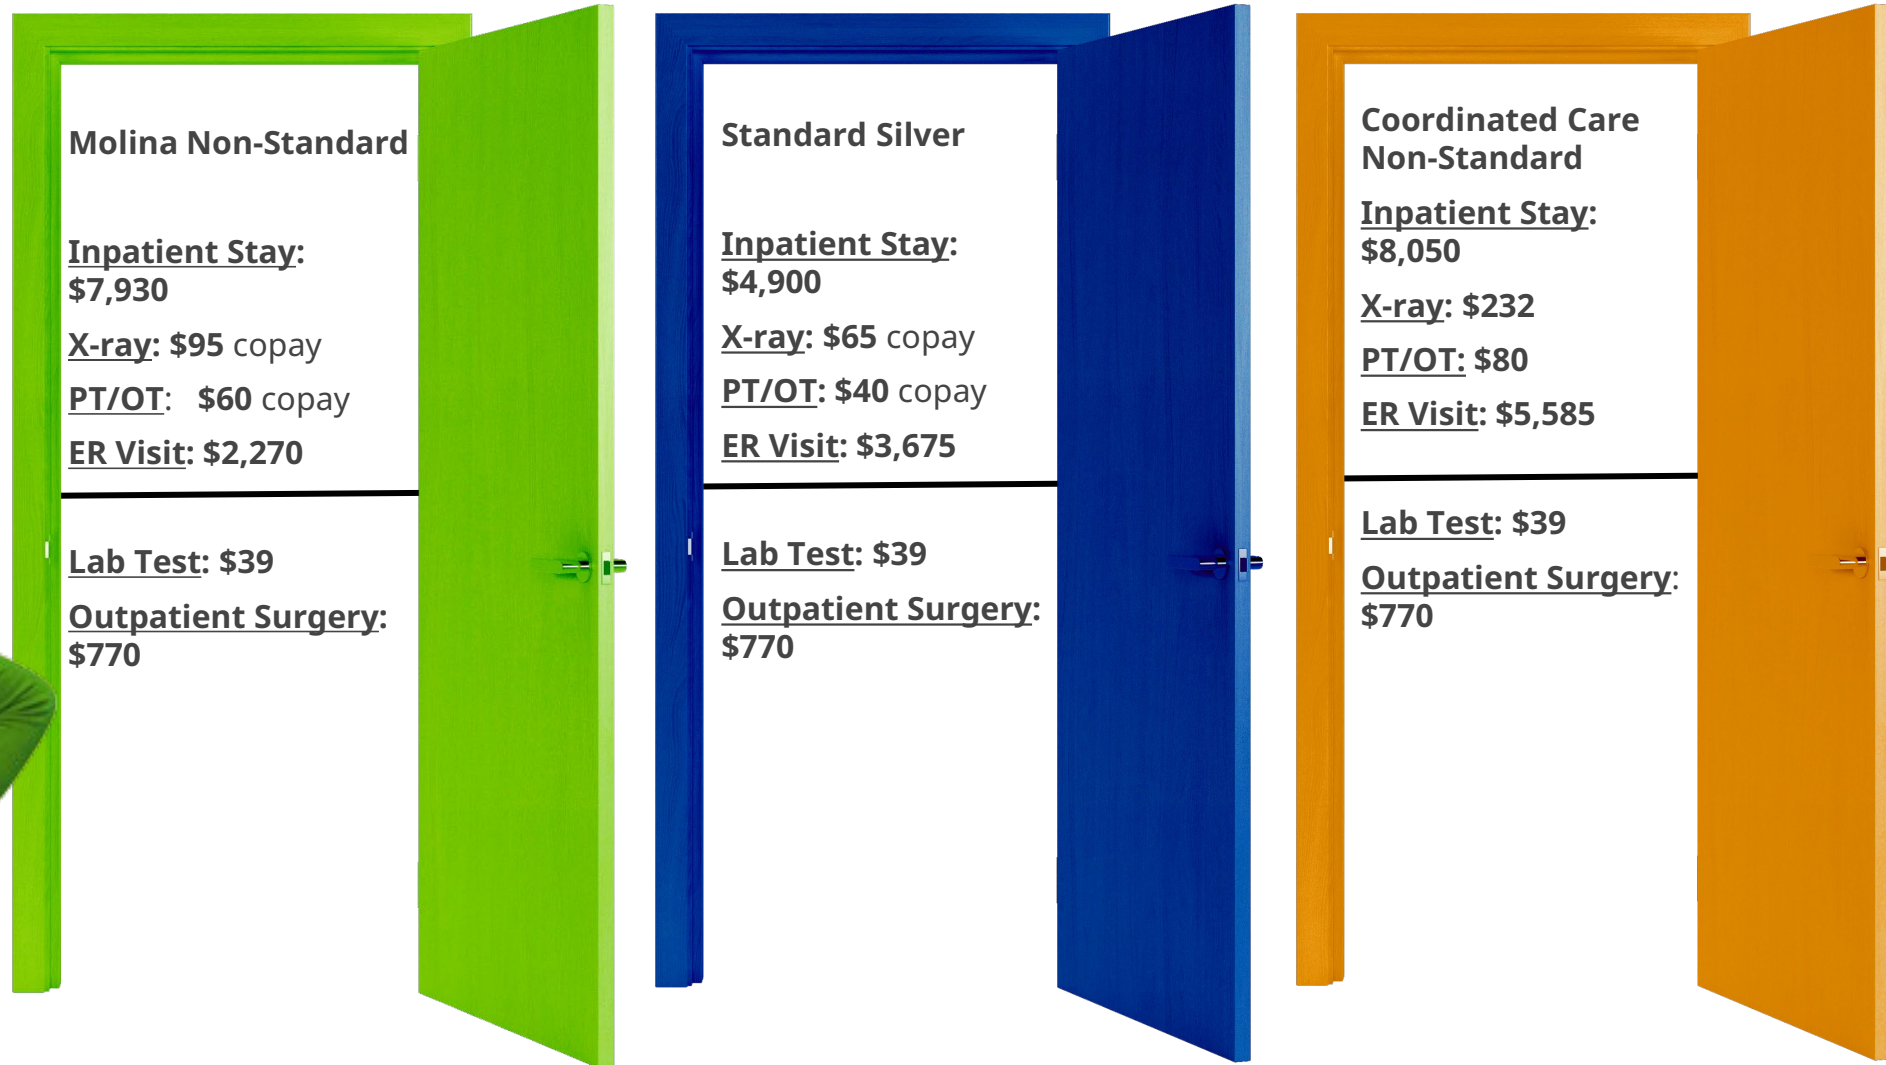 Molina Non-Standard
Inpatient Stay:
$7,930
X-ray: $95 copay
PT/OT: $60 copay
ER Visit: $2,270
Lab Test: $39
Outpatient Surgery:
$770
Standard Silver
Inpatient Stay:
$4,900
X-ray: $65 copay
PT/OT: $40 copay
ER Visit: $3,675
Lab Test: $39
Outpatient Surgery:
$770
Coordinated Care
Non-Standard
Inpatient Stay:
$8,050
X-ray: $232
PT/OT: $80
ER Visit: $5,585
Lab Test: $39
Outpatient Surgery:
$770